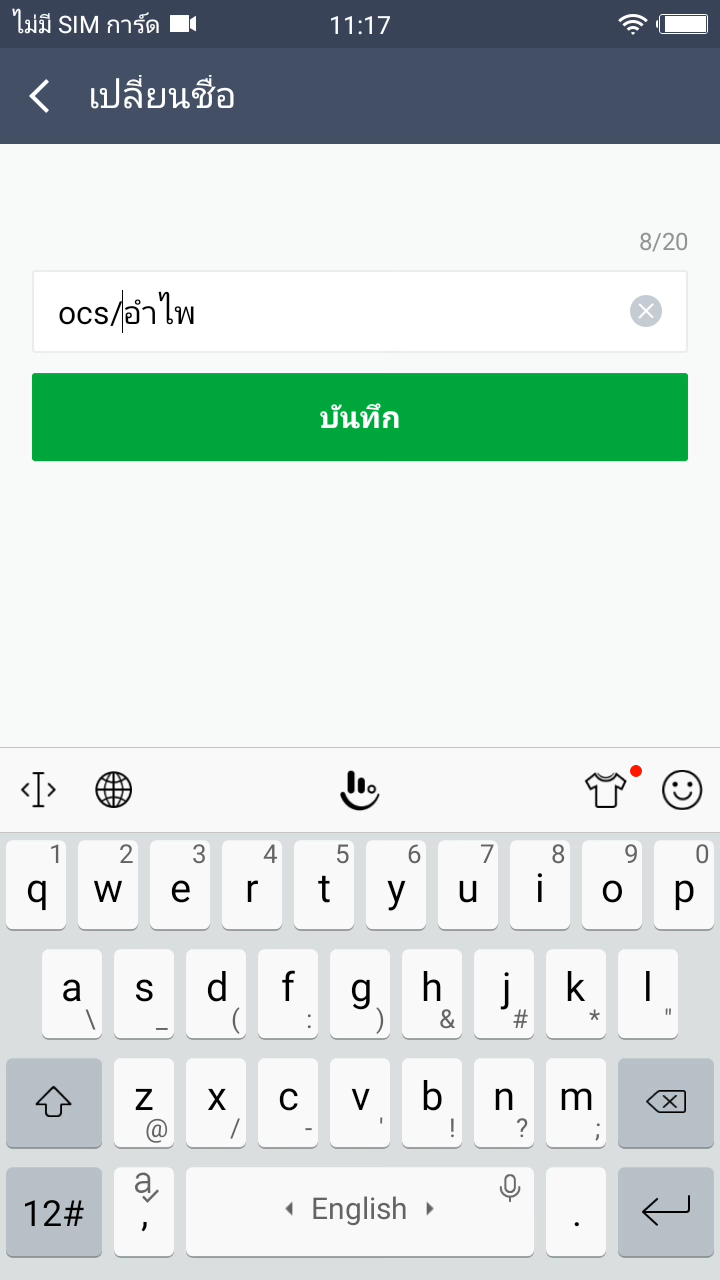 ไม่มี SIM การ์ด 11:17
เปลี่ยนชื่อ
8/20
ocs/อำไพ
บันทึก
1 2 3 4 5 6 7 8 9 0
q w e r t y u i o p
a s d f g h j k l
\ _ ( : ) & # * "
z x c v b n m
@ / - ' ! ? ;
12# a , English .